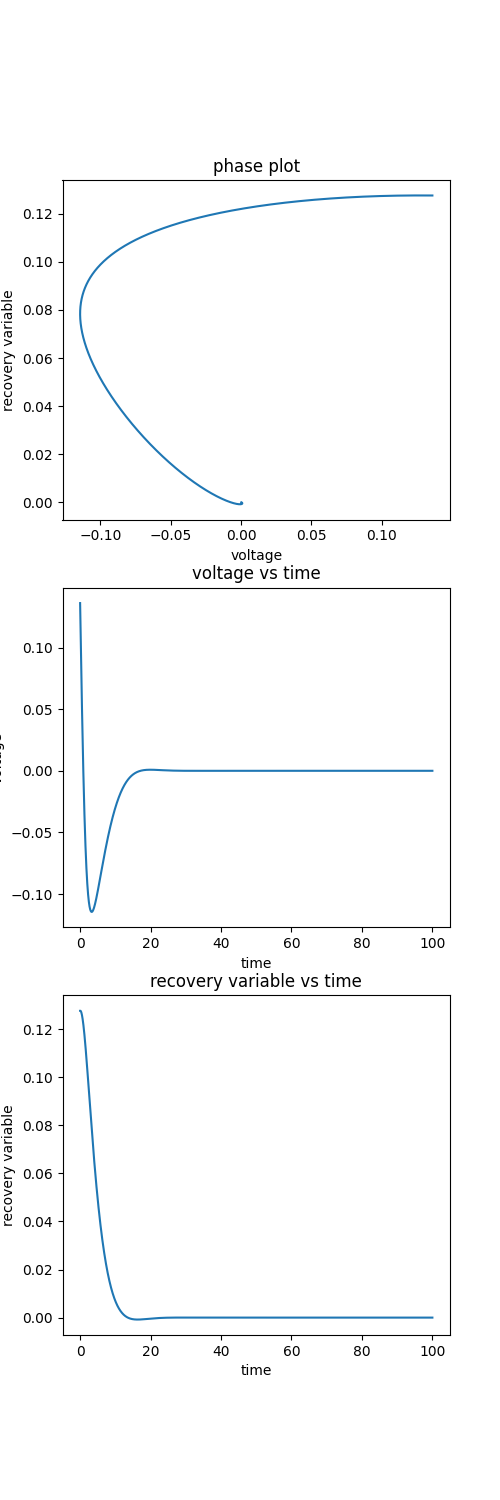 phase plot
0.12
0.10
0.08
0.06
0.04
0.02
0.00
recovery variable
−0.10 −0.05 0.00 0.05 0.10
voltage
voltage vs time
0.10
0.05
0.00
−0.05
−0.10
0 20 40 60 80 100
time
recovery variable vs time
0.12
0.10
0.08
0.06
0.04
0.02
0.00
recovery variable
0 20 40 60 80 100
time